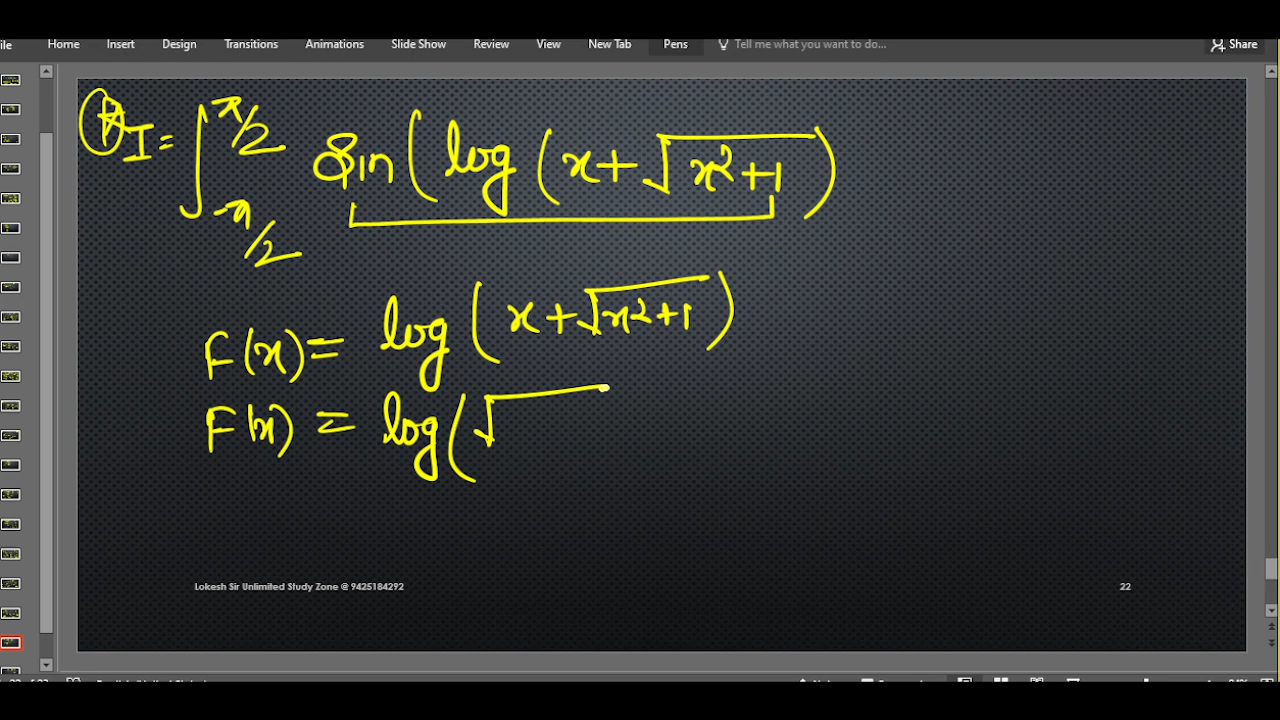 File Home Insert Design Transitions Animations Slide Show Review View New Tab Pens Tell me what you want to do... Share
I = ∫_{-π/2}^{π/2} Sin(log(x+√(x²+1)
F(x) = log(x+√(x²+1))
F(x) = log(√
Lokesh Sir Unlimited Study Zone @ 9425184292 22